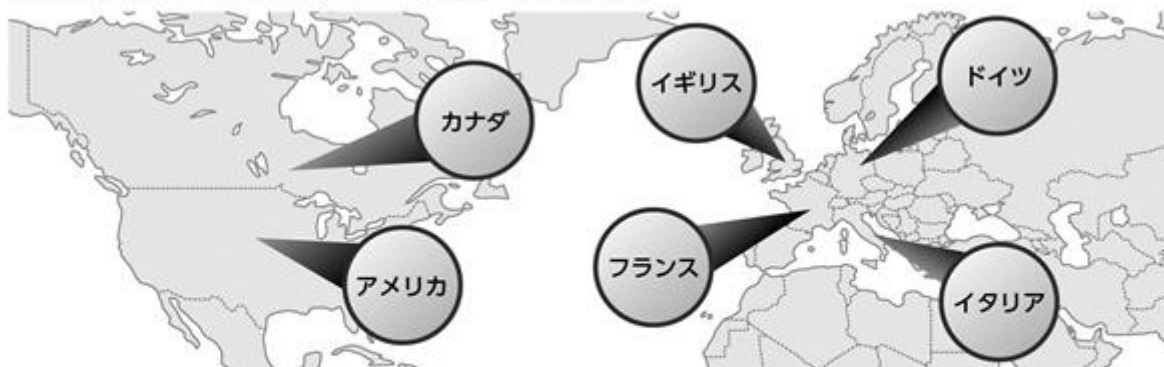 イギリス
ドイツ
カナダ
フランス
アメリカ
イタリア